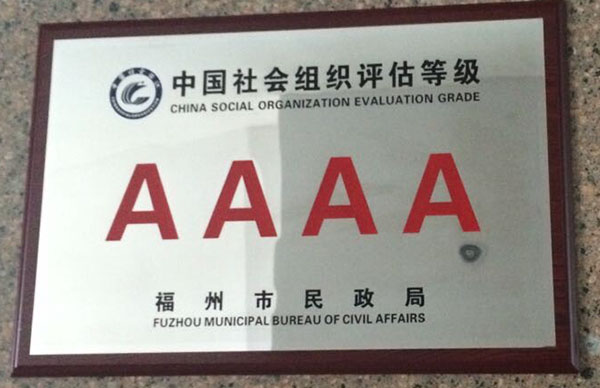 中国社会组织评估等级
CHINA SOCIAL ORGANIZATION EVALUATION GRADE
AAAA
福州市民政局
FUZHOU MUNICIPAL BUREAU OF CIVIL AFFAIRS